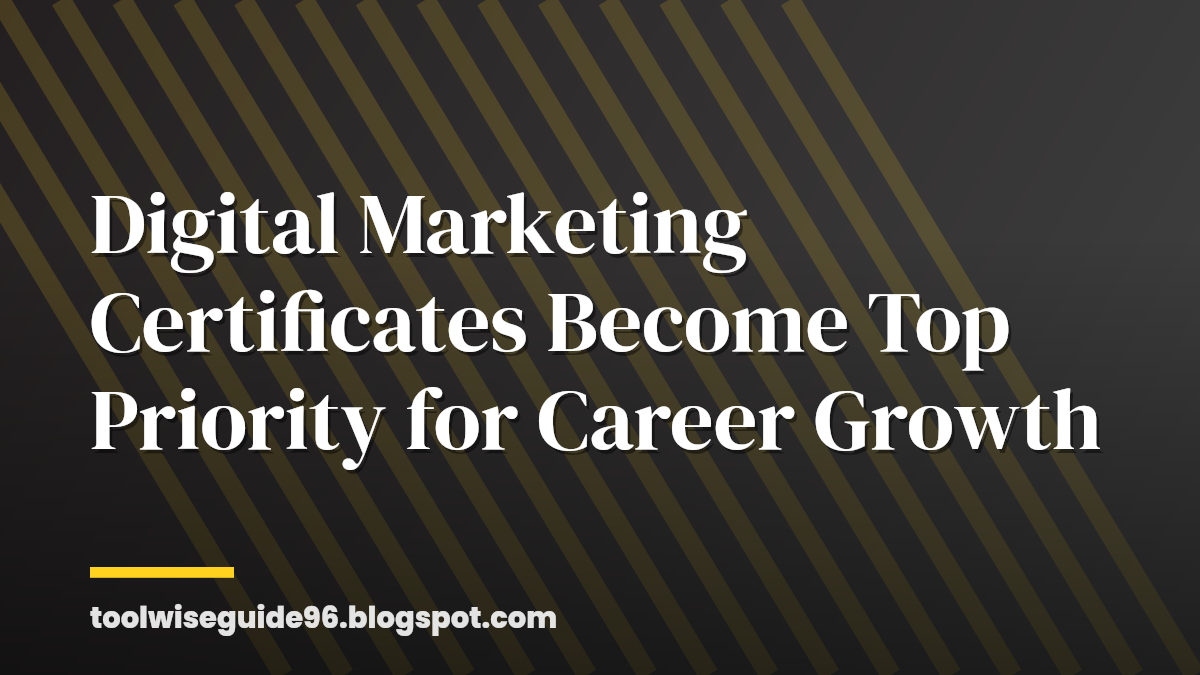 Digital Marketing
Certificates Become Top
Priority for Career Growth
toolwiseguide96.blogspot.com